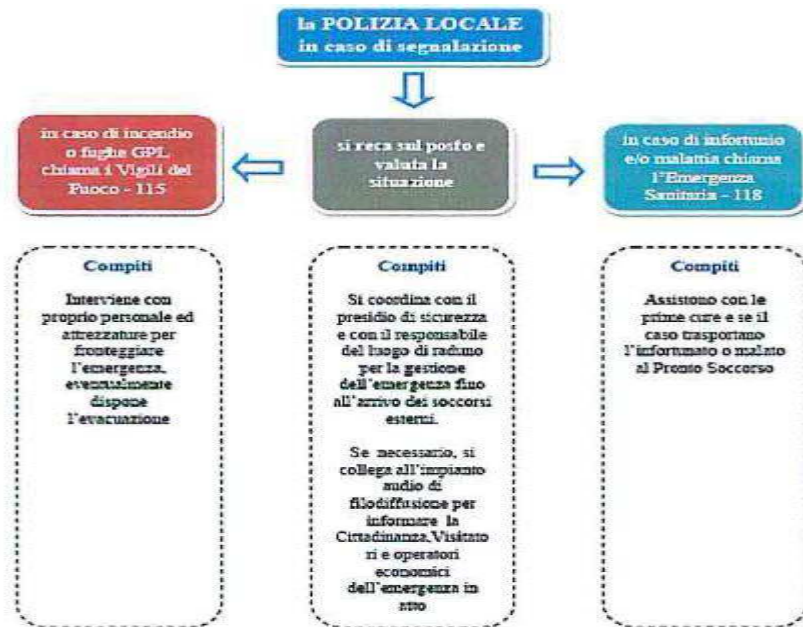 la POLIZIA LOCALE
in caso di segnalazione
in caso di incendio
o fughe GPL
chiama i Vigili del
Fuoco - 115
si reca sul posto e
valuta la
situazione
in caso di infortunio
e/o malattia chiama
l'Emergenza
Sanitaria - 118
Compiti
Interviene con
proprio personale ed
attrezzature per
fronteggiare
l'emergenza,
eventualmente
dispone
l'evacuazione
Compiti
Si coordina con il
presidio di sicurezza
e con il responsabile
del luogo di raduno
per la gestione
dell'emergenza fino
all'arrivo dei soccorsi
esterni.
Se necessario, si
collega all'impianto
audio di
filodiffusione per
informare la
Cittadinanza,Visitato
ri e operatori
economici
dell'emergenza in
atto
Compiti
Assistono con le
prime cure e se il
caso trasportano
l'infortunato o malato
al Pronto Soccorso